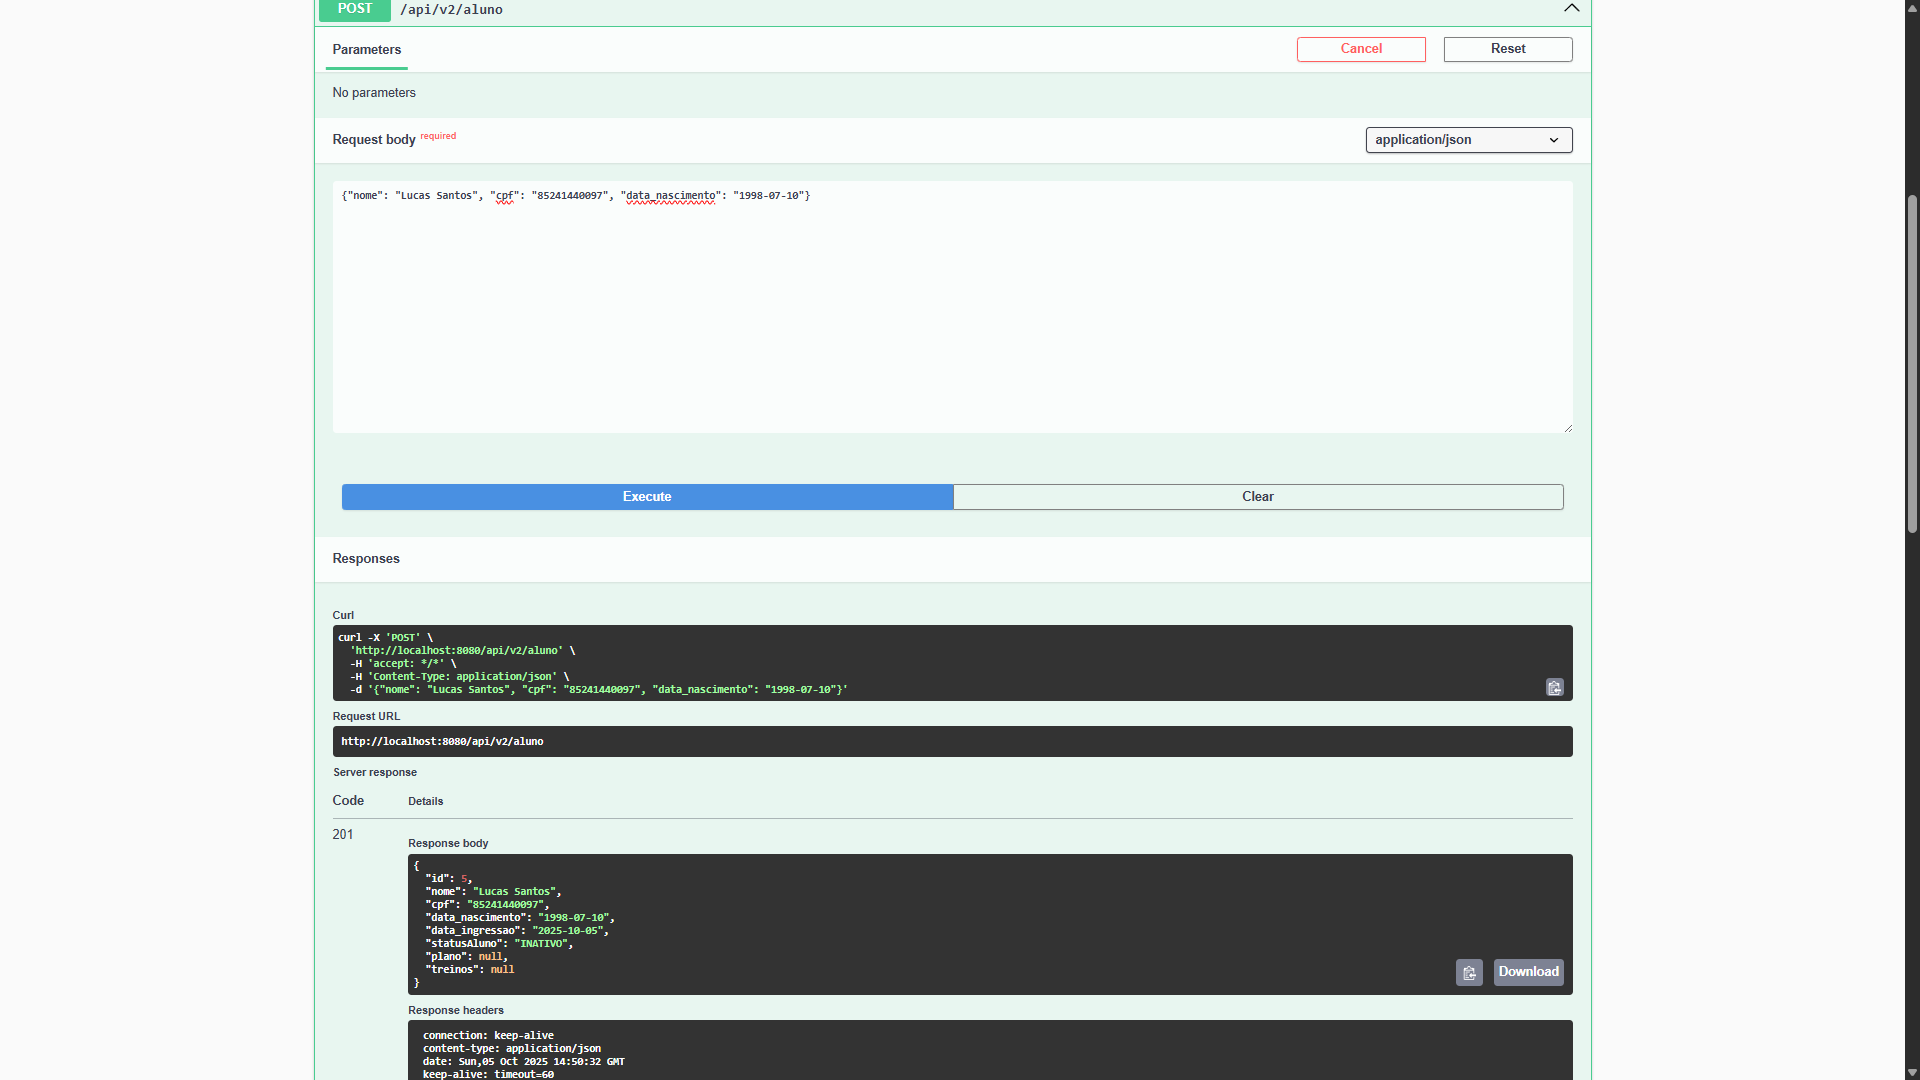 POST /api/v2/aluno
Parameters
Cancel
Reset
No parameters
Request body required
application/json
{"nome": "Lucas Santos", "cpf": "85241440097", "data_nascimento": "1998-07-10"}
Execute
Clear
Responses
Curl
curl -X 'POST' \
'http://localhost:8080/api/v2/aluno' \
-H 'accept: */*' \
-H 'Content-Type: application/json' \
-d '{"nome": "Lucas Santos", "cpf": "85241440097", "data_nascimento": "1998-07-10"}'
Request URL
http://localhost:8080/api/v2/aluno
Server response
Code Details
201
Response body
{
"id": 5,
"nome": "Lucas Santos",
"cpf": "85241440097",
"data_nascimento": "1998-07-10",
"data_ingressao": "2025-10-05",
"statusAluno": "INATIVO",
"plano": null,
"treinos": null
}
Download
Response headers
connection: keep-alive
content-type: application/json
date: Sun,05 Oct 2025 14:50:32 GMT
keep-alive: timeout=60